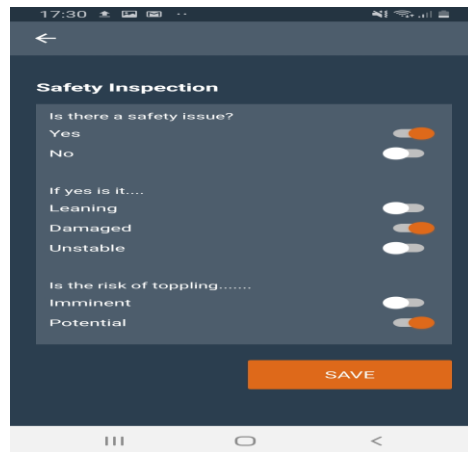 17:30
Safety Inspection
Is there a safety issue?
Yes
No
If yes is it....
Leaning
Damaged
Unstable
Is the risk of toppling.......
Imminent
Potential
SAVE